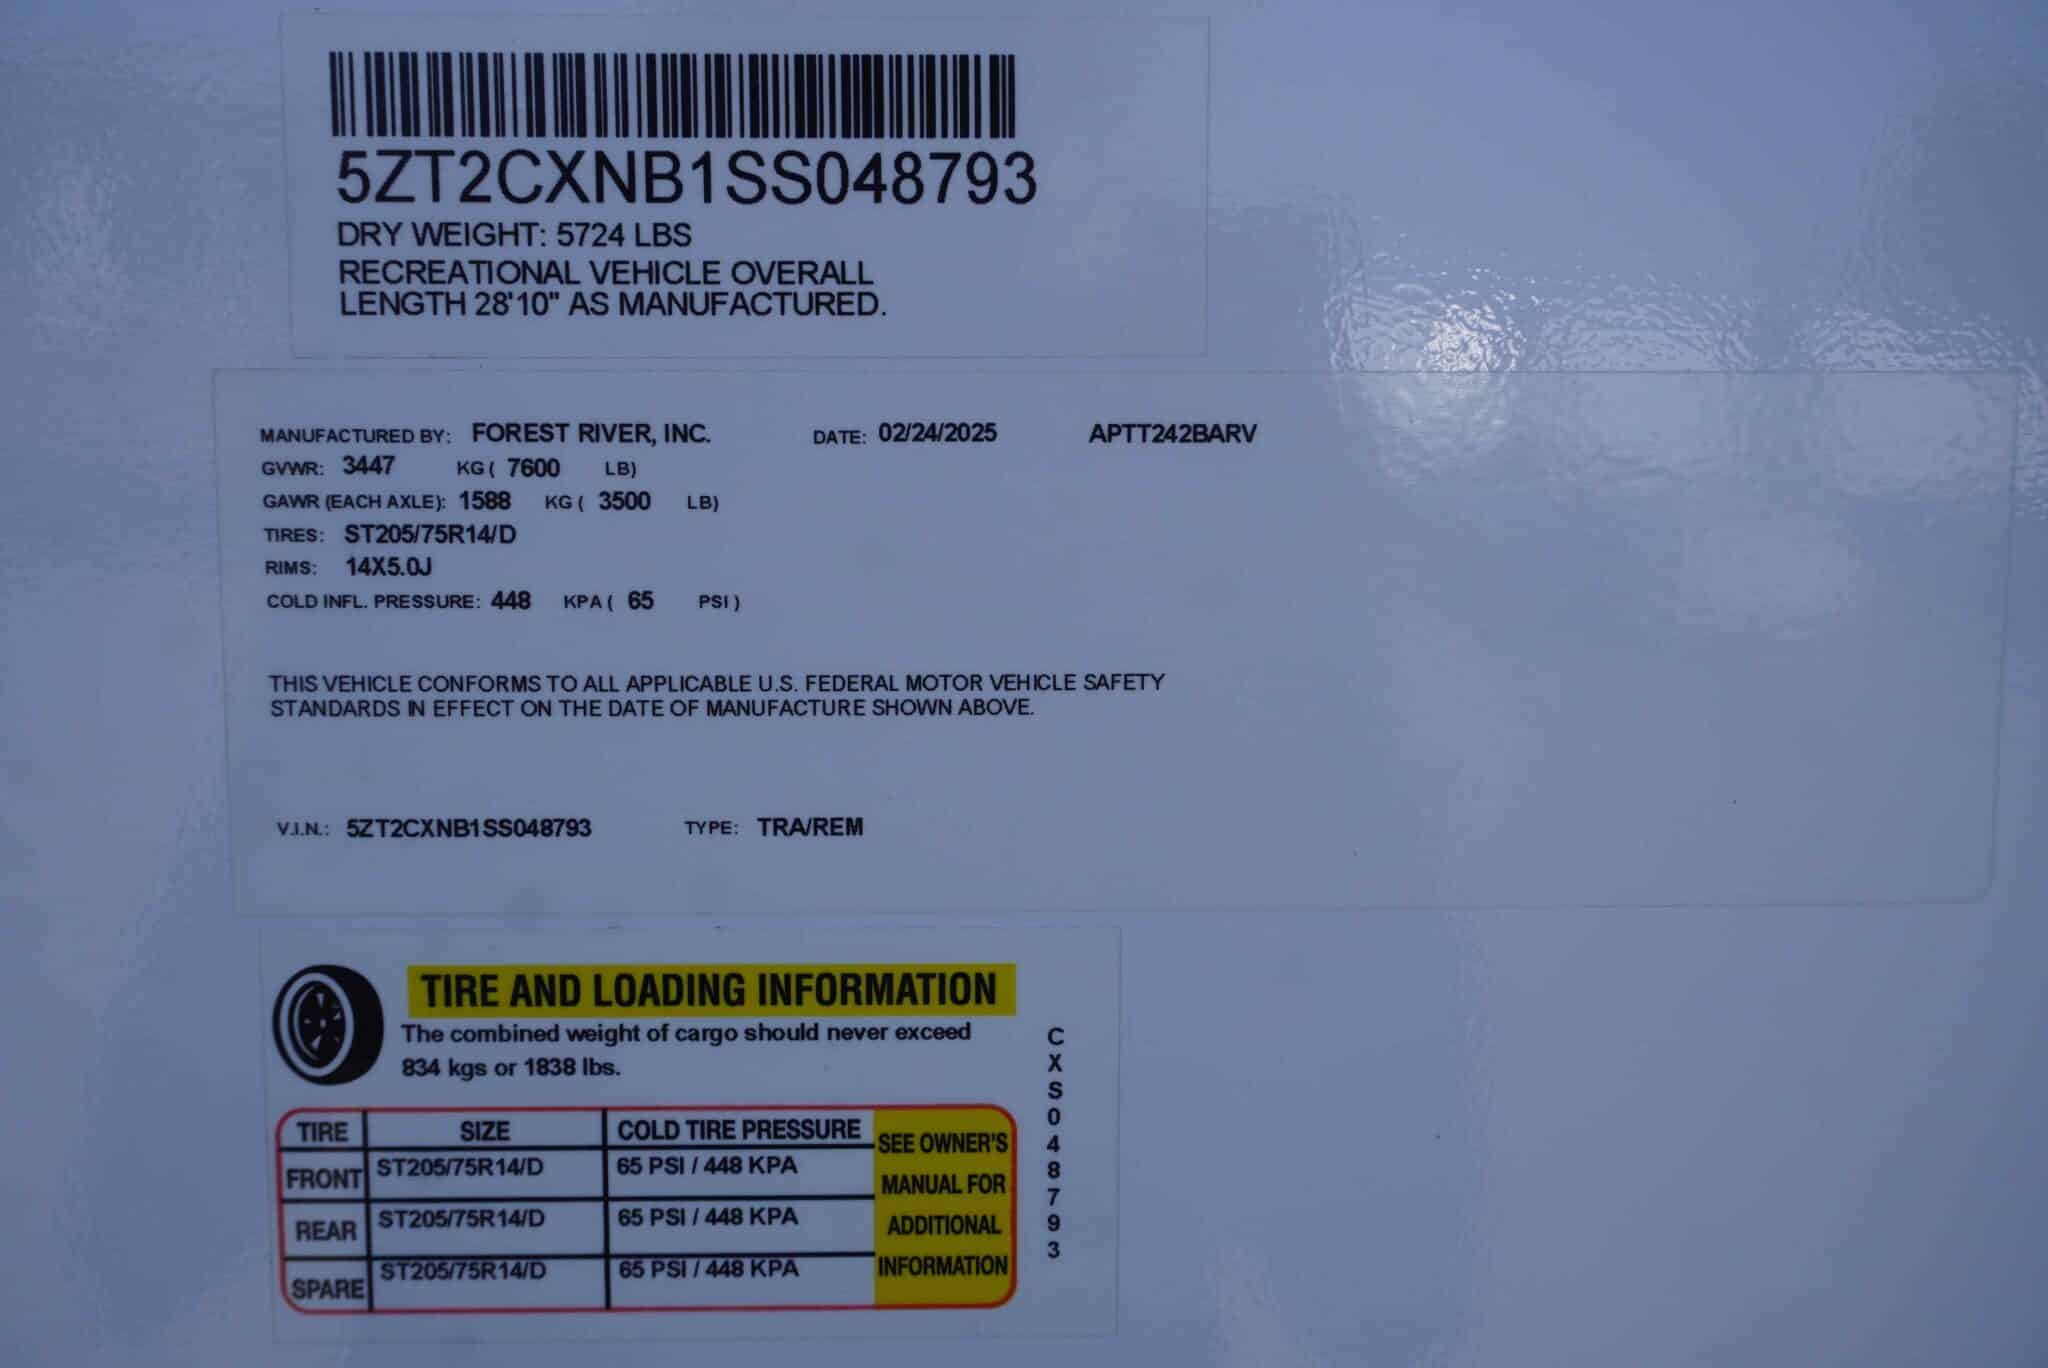 5ZT2CXNB1SS048793
DRY WEIGHT: 5724 LBS
RECREATIONAL VEHICLE OVERALL
LENGTH 28'10" AS MANUFACTURED.
MANUFACTURED BY: FOREST RIVER, INC. DATE: 02/24/2025 APTT242BARV
GVWR: 3447 KG ( 7600 LB)
GAWR (EACH AXLE): 1588 KG ( 3500 LB)
TIRES: ST205/75R14/D
RIMS: 14X5.0J
COLD INFL. PRESSURE: 448 KPA ( 65 PSI )
THIS VEHICLE CONFORMS TO ALL APPLICABLE U.S. FEDERAL MOTOR VEHICLE SAFETY
STANDARDS IN EFFECT ON THE DATE OF MANUFACTURE SHOWN ABOVE.
V.I.N.: 5ZT2CXNB1SS048793 TYPE: TRA/REM
TIRE AND LOADING INFORMATION
The combined weight of cargo should never exceed
834 kgs or 1838 lbs.
TIRE SIZE COLD TIRE PRESSURE
FRONT ST205/75R14/D 65 PSI / 448 KPA
REAR ST205/75R14/D 65 PSI / 448 KPA
SPARE ST205/75R14/D 65 PSI / 448 KPA
SEE OWNER'S
MANUAL FOR
ADDITIONAL
INFORMATION
CXS048793